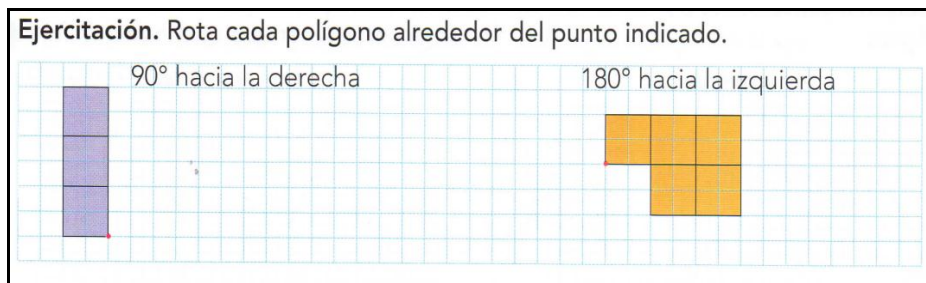 Ejercitación. Rota cada polígono alrededor del punto indicado.
90° hacia la derecha
180° hacia la izquierda